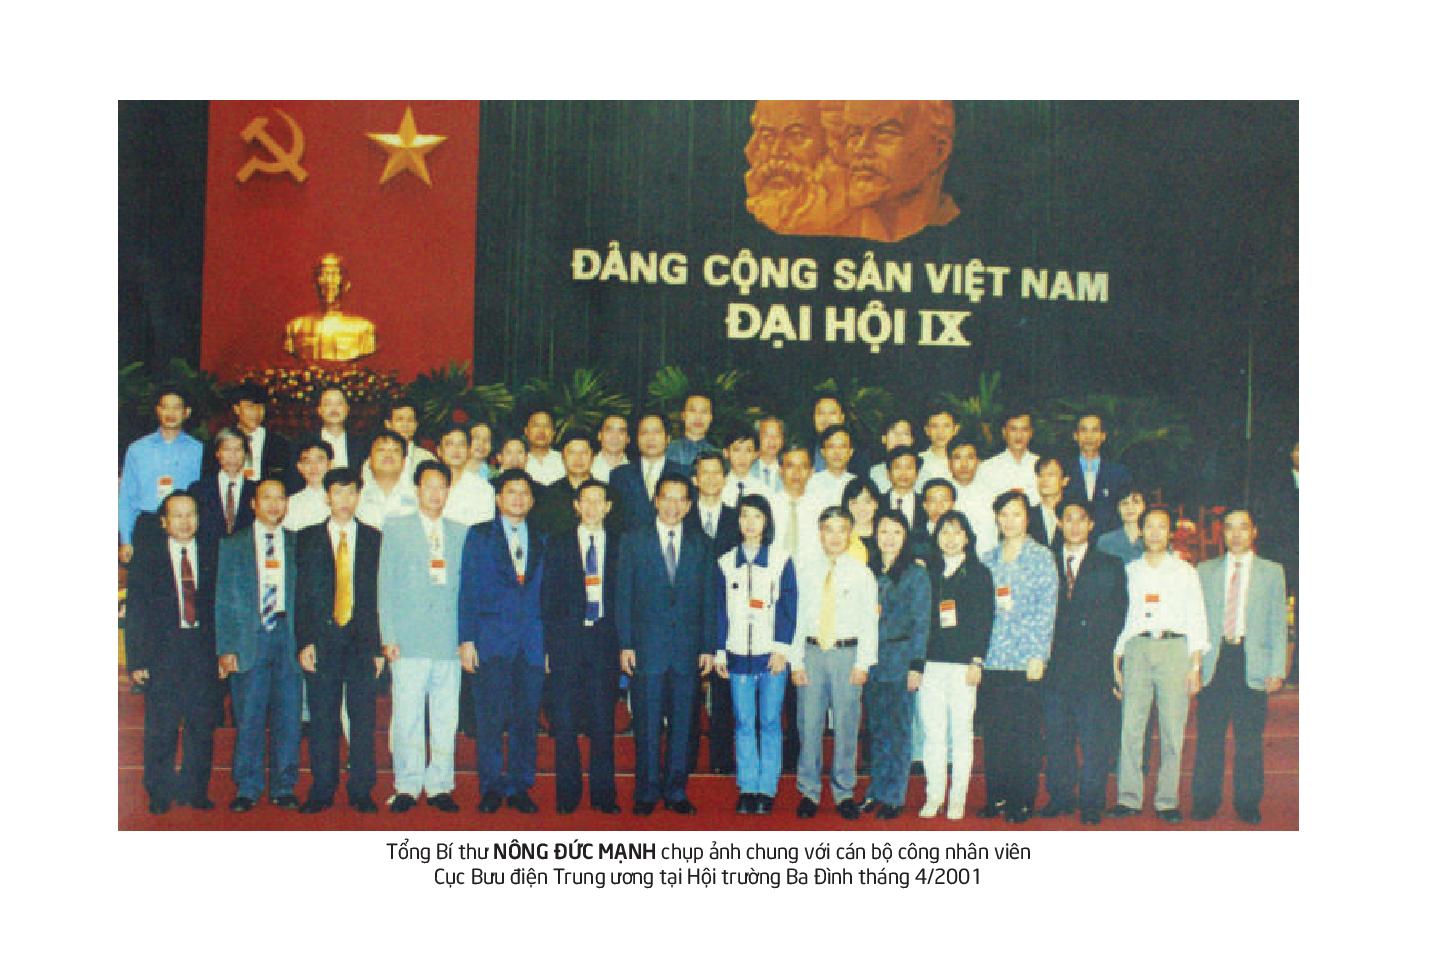 ĐẢNG CỘNG SẢN VIỆT NAM
ĐẠI HỘI IX
Tổng Bí thư NÔNG ĐỨC MẠNH chụp ảnh chung với cán bộ công nhân viên
Cục Bưu điện Trung ương tại Hội trường Ba Đình tháng 4/2001